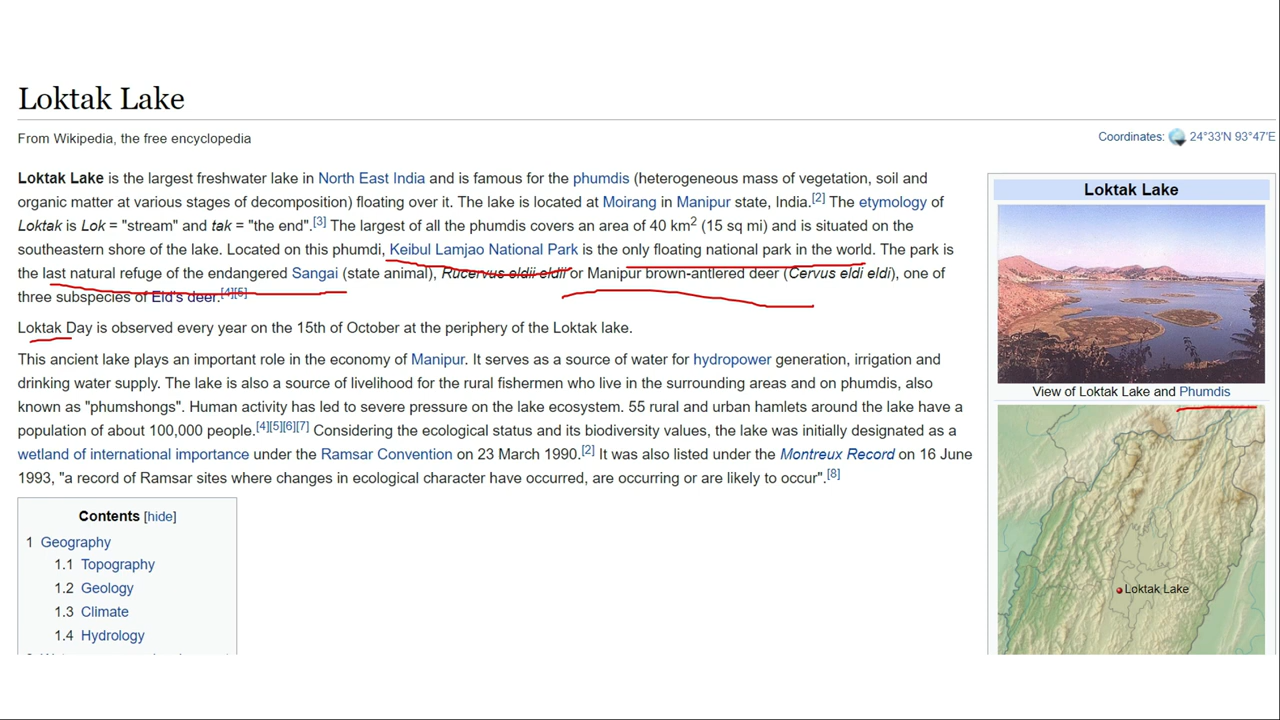 Loktak Lake
From Wikipedia, the free encyclopedia
Coordinates: 24°33′N 93°47′E
Loktak Lake is the largest freshwater lake in North East India and is famous for the phumdis (heterogeneous mass of vegetation, soil and
organic matter at various stages of decomposition) floating over it. The lake is located at Moirang in Manipur state, India.[2] The etymology of
Loktak is Lok = "stream" and tak = "the end".[3] The largest of all the phumdis covers an area of 40 km2 (15 sq mi) and is situated on the
southeastern shore of the lake. Located on this phumdi, Keibul Lamjao National Park is the only floating national park in the world. The park is
the last natural refuge of the endangered Sangai (state animal), Rucervus eldii eldii or Manipur brown-antlered deer (Cervus eldi eldi), one of
three subspecies of Eld's deer.[4][5]
Loktak Day is observed every year on the 15th of October at the periphery of the Loktak lake.
This ancient lake plays an important role in the economy of Manipur. It serves as a source of water for hydropower generation, irrigation and
drinking water supply. The lake is also a source of livelihood for the rural fishermen who live in the surrounding areas and on phumdis, also
known as "phumshongs". Human activity has led to severe pressure on the lake ecosystem. 55 rural and urban hamlets around the lake have a
population of about 100,000 people.[4][5][6][7] Considering the ecological status and its biodiversity values, the lake was initially designated as a
wetland of international importance under the Ramsar Convention on 23 March 1990.[2] It was also listed under the Montreux Record on 16 June
1993, "a record of Ramsar sites where changes in ecological character have occurred, are occurring or are likely to occur".[8]
Contents [hide]
1 Geography
1.1 Topography
1.2 Geology
1.3 Climate
1.4 Hydrology
Loktak Lake
View of Loktak Lake and Phumdis
Loktak Lake